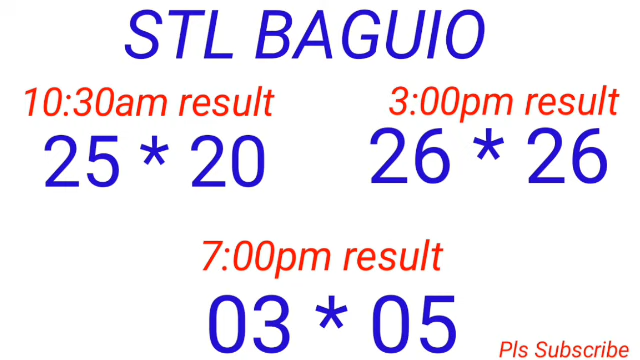 STL BAGUIO
10:30am result
25 * 20
3:00pm result
26 * 26
7:00pm result
03 * 05
Pls Subscribe